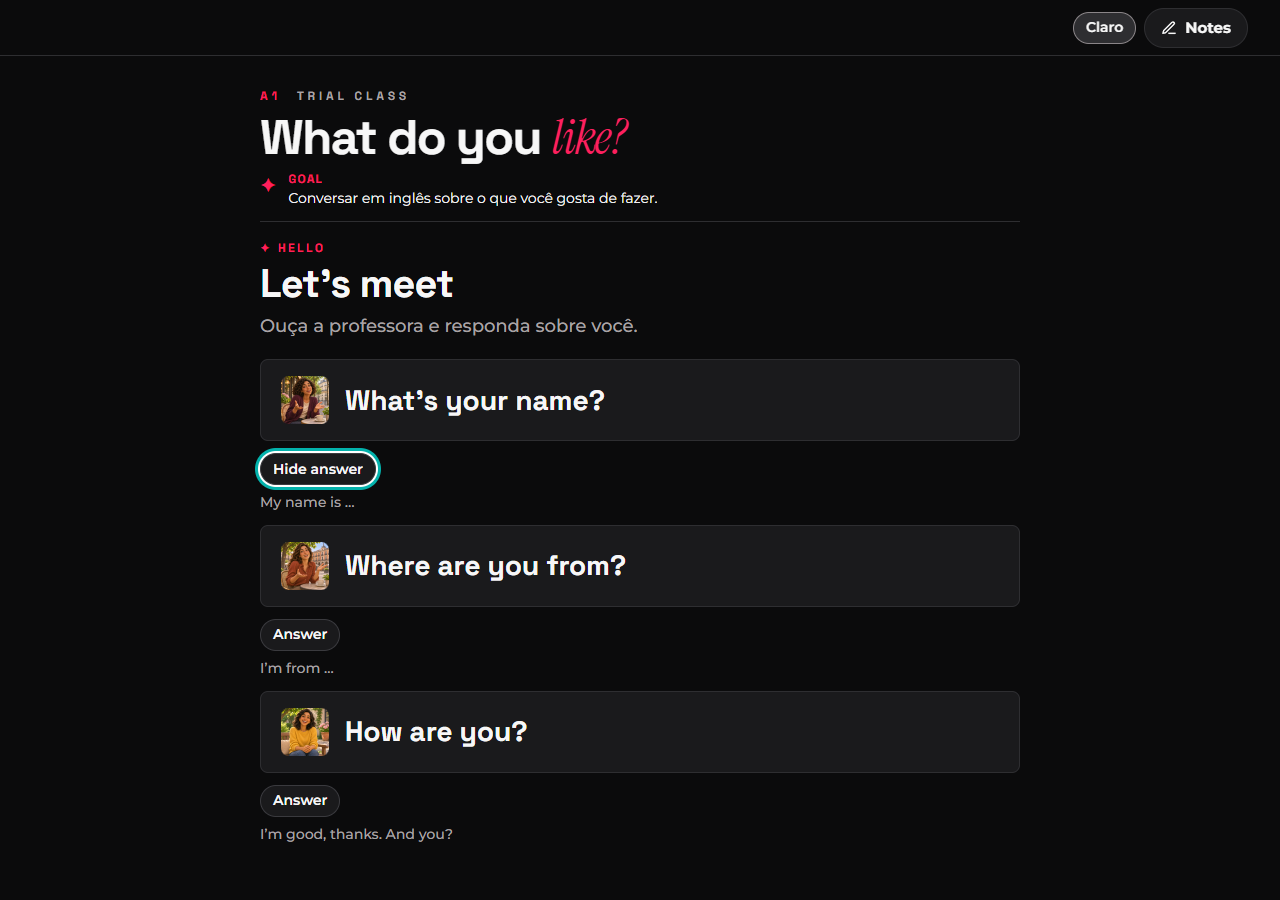 Claro
Notes
A1 TRIAL CLASS
What do you like?
GOAL
Conversar em inglês sobre o que você gosta de fazer.
HELLO
Let’s meet
Ouça a professora e responda sobre você.
What’s your name?
Hide answer
My name is ...
Where are you from?
Answer
I’m from ...
How are you?
Answer
I’m good, thanks. And you?